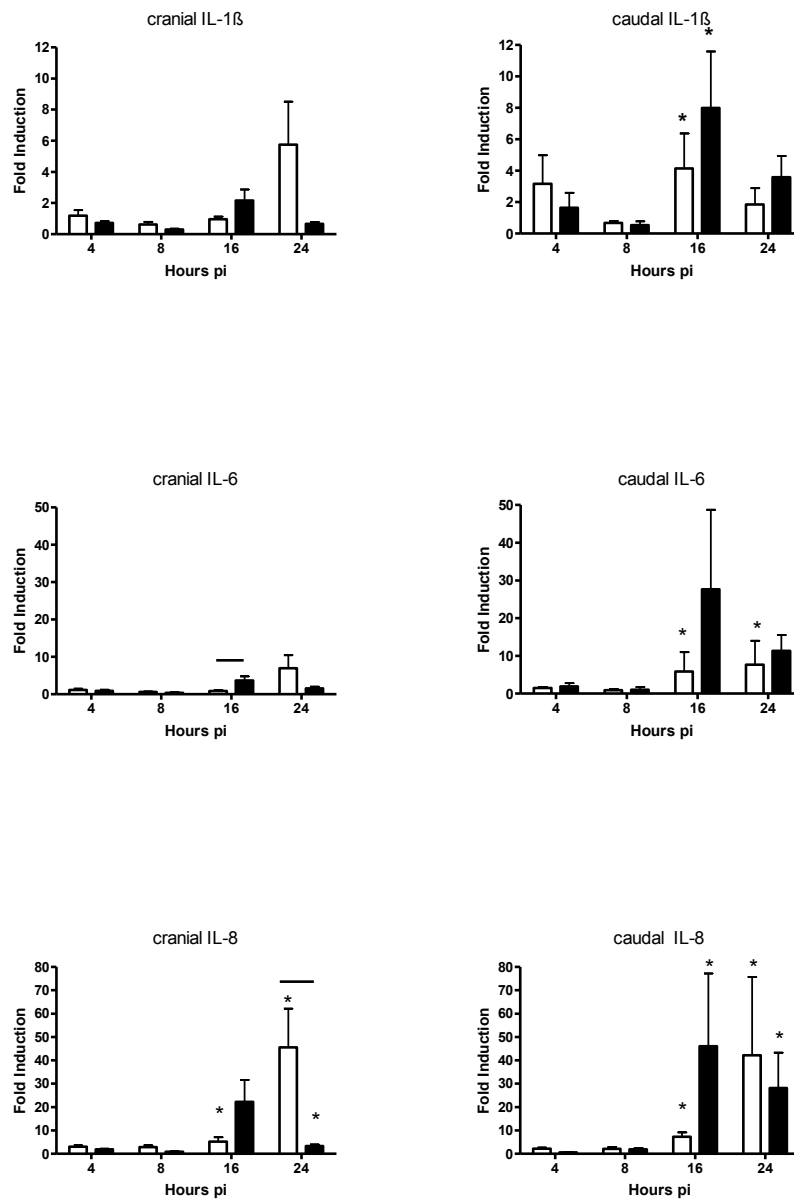 cranial IL-1ß
12
10
8
6
4
2
0
Fold Induction
4 8 16 24
Hours pi
caudal IL-1ß
12
10
8
6
4
2
0
Fold Induction
* *
4 8 16 24
Hours pi
cranial IL-6
50
40
30
20
10
0
Fold Induction
4 8 16 24
Hours pi
caudal IL-6
50
40
30
20
10
0
Fold Induction
* *
4 8 16 24
Hours pi
cranial IL-8
80
70
60
50
40
30
20
10
0
Fold Induction
* * *
4 8 16 24
Hours pi
caudal IL-8
80
70
60
50
40
30
20
10
0
Fold Induction
* * * *
4 8 16 24
Hours pi